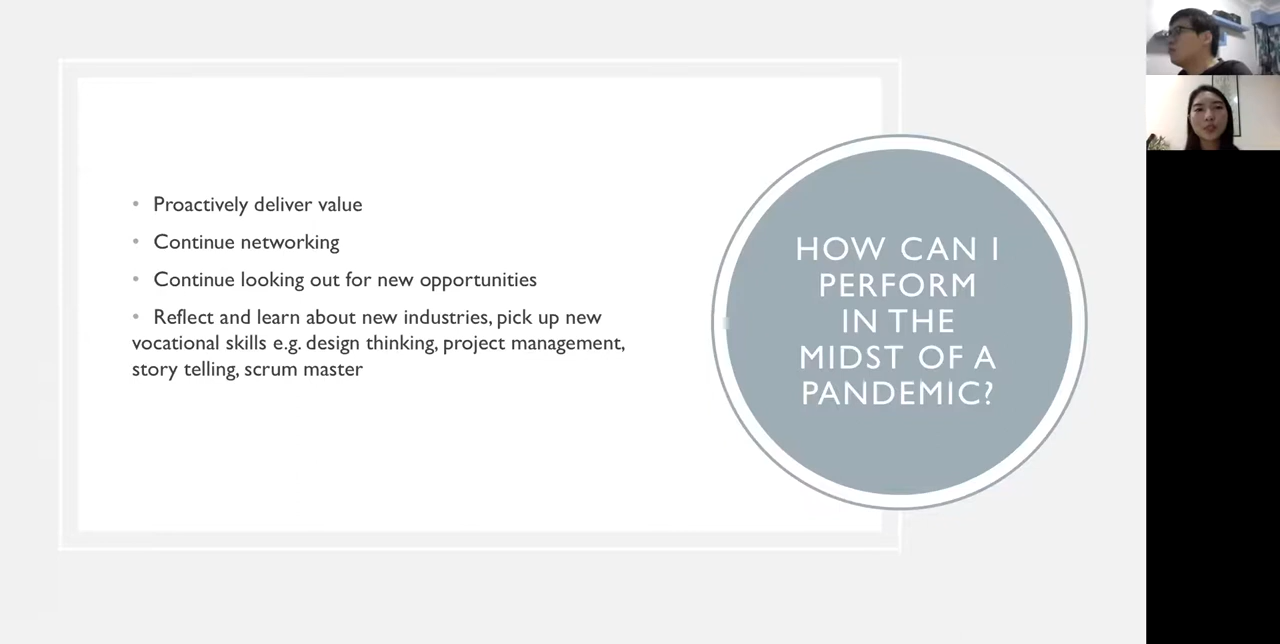 • Proactively deliver value
• Continue networking
• Continue looking out for new opportunities
• Reflect and learn about new industries, pick up new
vocational skills e.g. design thinking, project management,
story telling, scrum master
HOW CAN I
PERFORM
IN THE
MIDST OF A
PANDEMIC?